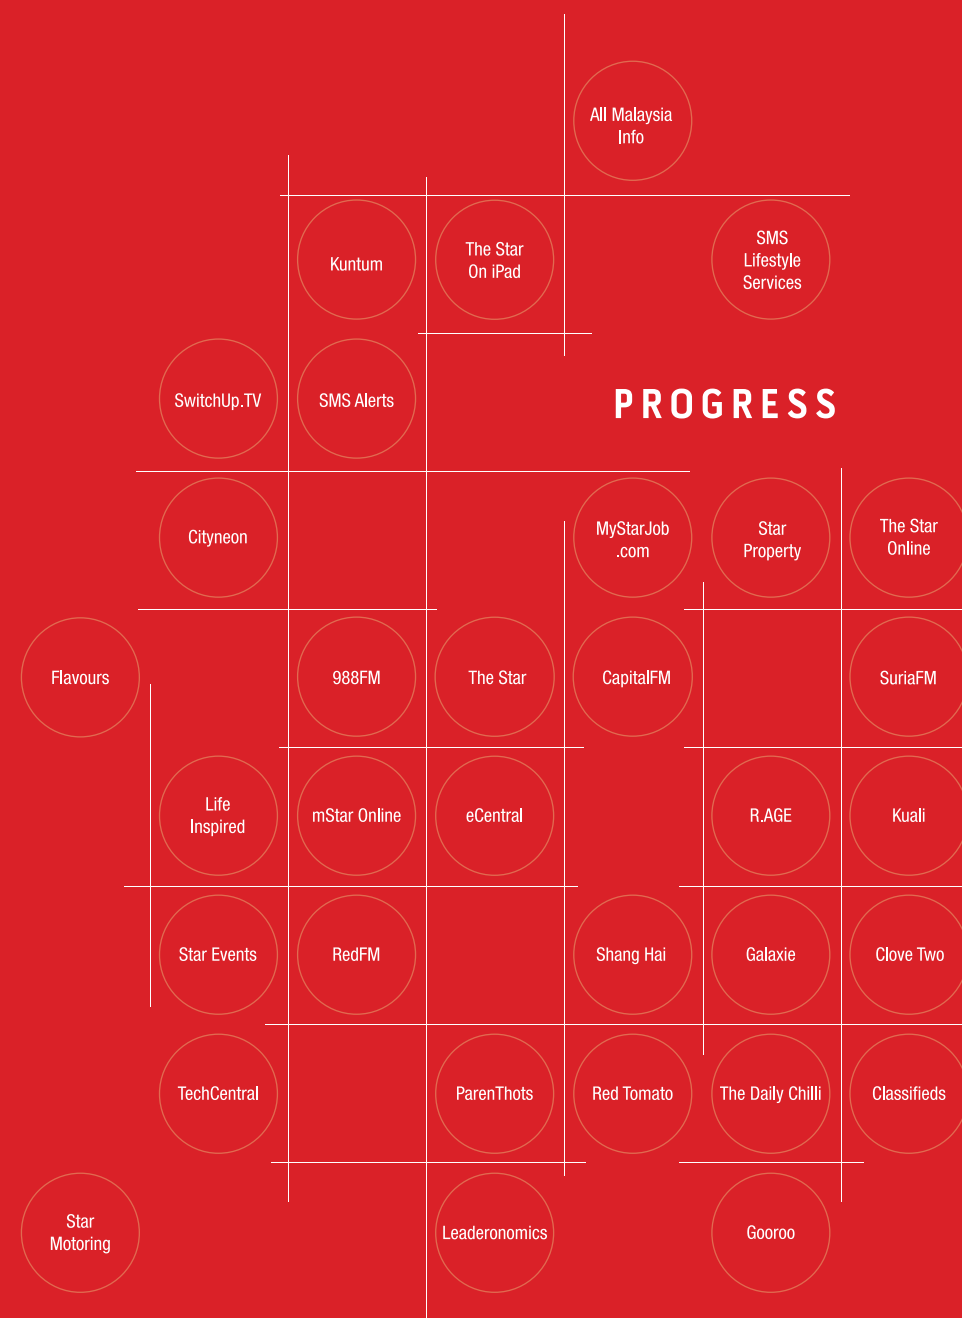 All Malaysia
Info
Kuntum
The Star
On iPad
SMS
Lifestyle
Services
SwitchUp.TV
SMS Alerts
PROGRESS
Cityneon
MyStarJob
.com
Star
Property
The Star
Online
Flavours
988FM
The Star
CapitalFM
SuriaFM
Life
Inspired
mStar Online
eCentral
R.AGE
Kuali
Star Events
RedFM
Shang Hai
Galaxie
Clove Two
TechCentral
ParenThots
Red Tomato
The Daily Chilli
Classifieds
Star
Motoring
Leaderonomics
Gooroo